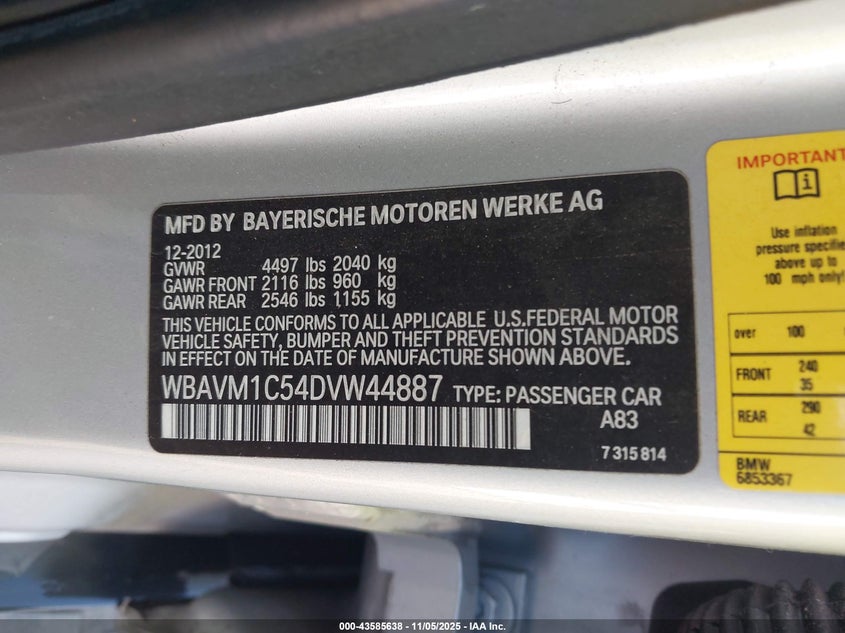 MFD BY BAYERISCHE MOTOREN WERKE AG
12-2012
GVWR 4497 lbs 2040 kg
GAWR FRONT 2116 lbs 960 kg
GAWR REAR 2546 lbs 1155 kg
THIS VEHICLE CONFORMS TO ALL APPLICABLE U.S.FEDERAL MOTOR
VEHICLE SAFETY, BUMPER AND THEFT PREVENTION STANDARDS
IN EFFECT ON THE DATE OF MANUFACTURE SHOWN ABOVE.
WBAVM1C54DVW44887 TYPE: PASSENGER CAR
A83
7 315 814
IMPORTANT
Use inflation
pressure specifie
above up to
100 mph only!
over 100
FRONT 240
35
REAR 290
42
BMW
6853367
000-43585638 - 11/05/2025 - IAA Inc.